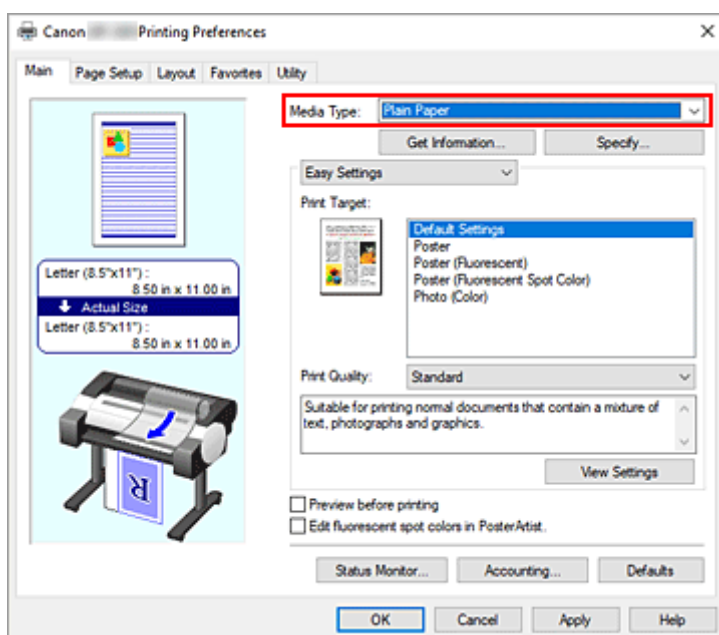 Canon Printing Preferences
Main Page Setup Layout Favorites Utility
Media Type: Plain Paper
Get Information... Specify...
Easy Settings
Print Target:
Default Settings
Poster
Poster (Fluorescent)
Poster (Fluorescent Spot Color)
Photo (Color)
Letter (8.5"x11") :
8.50 in x 11.00 in
Actual Size
Letter (8.5"x11") :
8.50 in x 11.00 in
R
Print Quality: Standard
Suitable for printing normal documents that contain a mixture of
text, photographs and graphics.
View Settings
Preview before printing
Edit fluorescent spot colors in PosterArtist.
Status Monitor... Accounting... Defaults
OK Cancel Apply Help